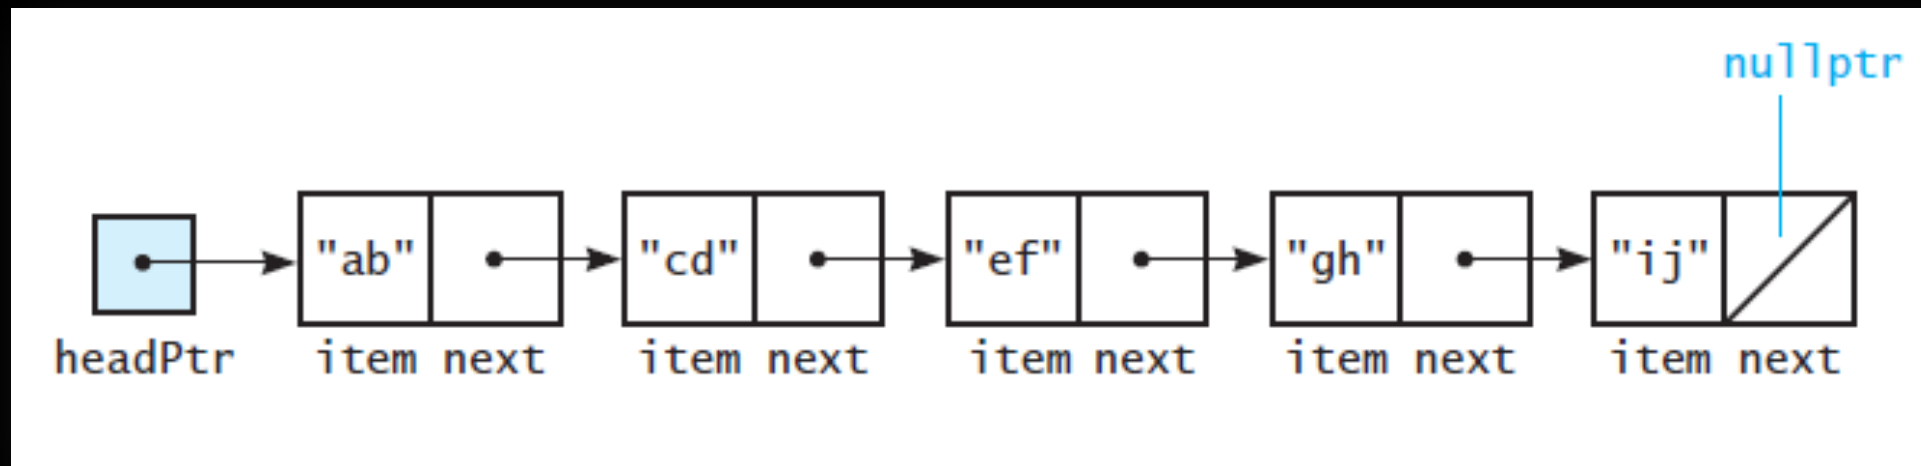 nullptr
"ab" "cd" "ef" "gh" "ij"
headPtr item next item next item next item next item next